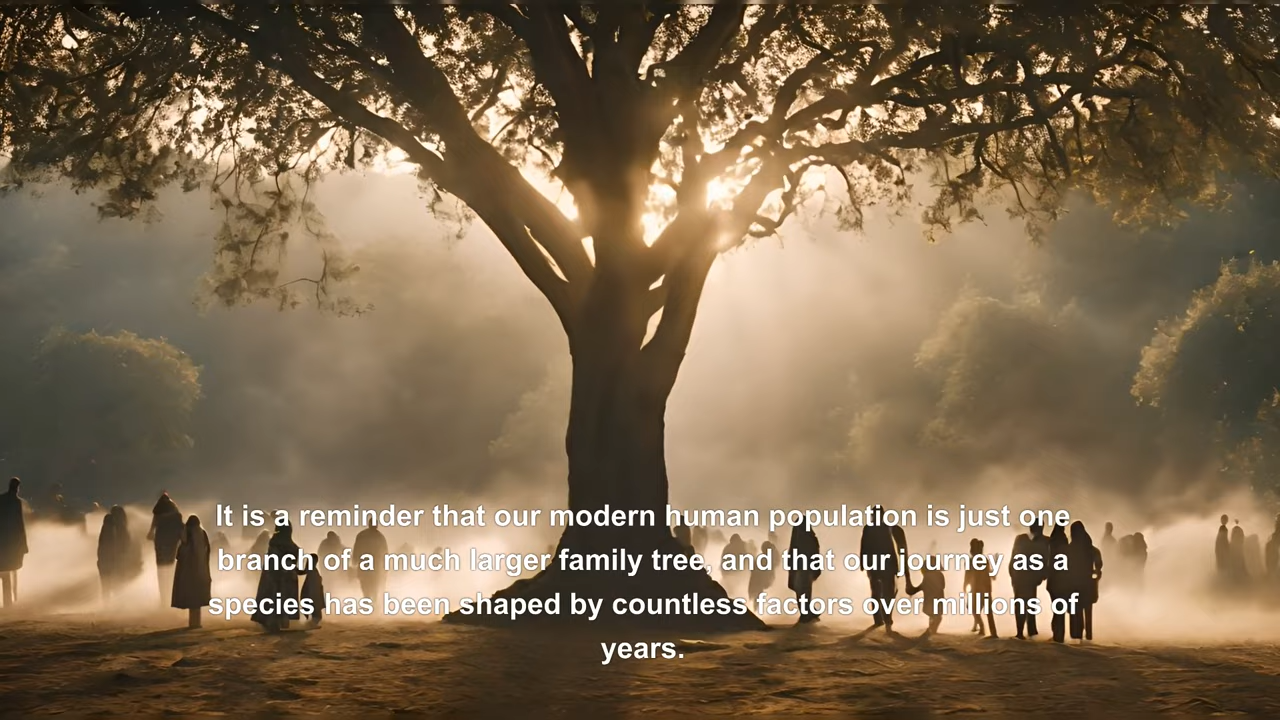 It is a reminder that our modern human population is just one
branch of a much larger family tree, and that our journey as a
species has been shaped by countless factors over millions of
years.